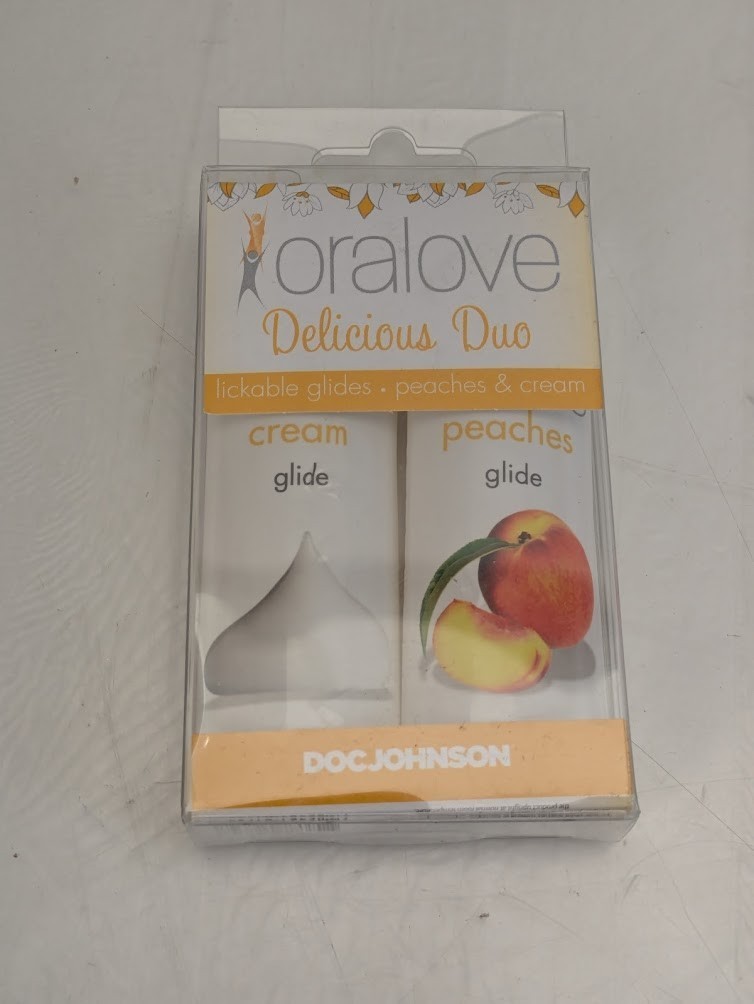 oralove
Delicious Duo
lickable glides • peaches & cream
cream
glide
peaches
glide
DOCJOHNSON